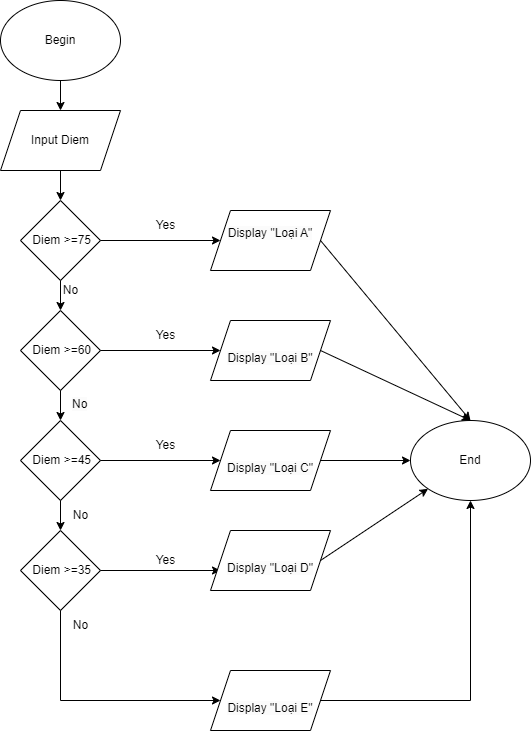 Begin
Input Diem
Diem >=75
Yes
Display "Loại A"
No
Diem >=60
Yes
Display "Loại B"
No
Diem >=45
Yes
Display "Loại C"
End
No
Diem >=35
Yes
Display "Loại D"
No
Display "Loại E"